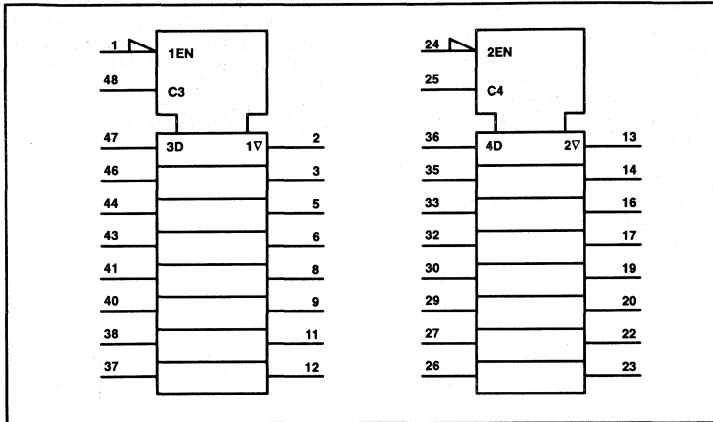 1 1EN
48 C3
47 3D 1▽ 2
46 3
44 5
43 6
41 8
40 9
38 11
37 12
24 2EN
25 C4
36 4D 2▽ 13
35 14
33 16
32 17
30 19
29 20
27 22
26 23